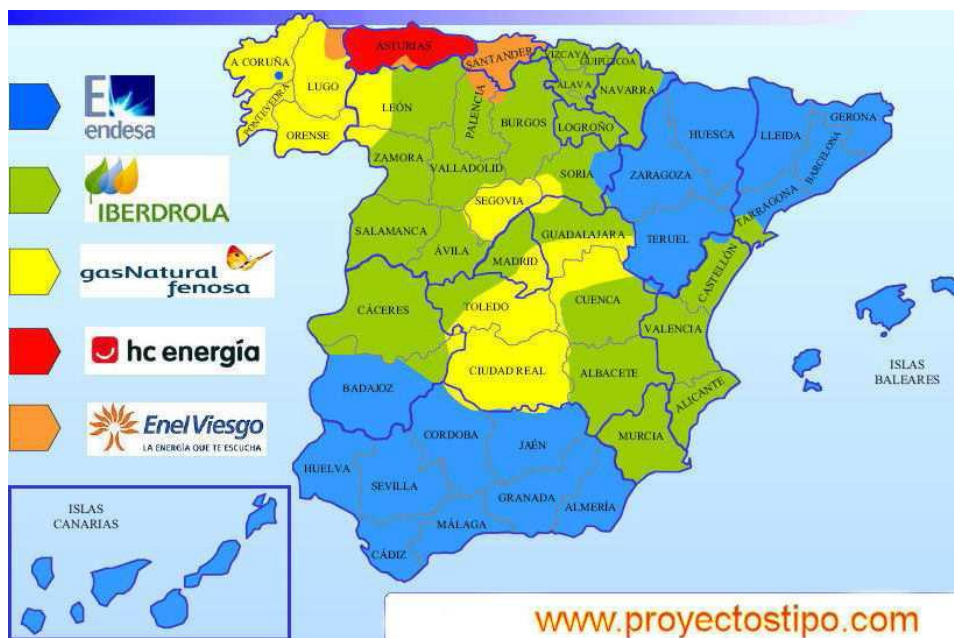 endesa
IBERDROLA
gasNatural
fenosa
hc energía
EnelViesgo
LA ENERGÍA QUE TE ESCUCHA
ISLAS
CANARIAS
A CORUÑA
LUGO
PONTEVEDRA
ORENSE
ASTURIAS
SANTANDER
VIZCAYA
GUIPUZCOA
ÁLAVA
NAVARRA
LEÓN
PALENCIA
BURGOS
LOGROÑO
HUESCA
LLEIDA
GERONA
BARCELONA
TARRAGONA
ZAMORA
VALLADOLID
SORIA
ZARAGOZA
SEGOVIA
SALAMANCA
ÁVILA
MADRID
GUADALAJARA
TERUEL
CASTELLÓN
CÁCERES
TOLEDO
CUENCA
VALENCIA
ISLAS
BALEARES
BADAJOZ
CIUDAD REAL
ALBACETE
ALICANTE
MURCIA
CORDOBA
JAÉN
HUELVA
SEVILLA
GRANADA
ALMERÍA
MÁLAGA
CÁDIZ
www.proyectostipo.com